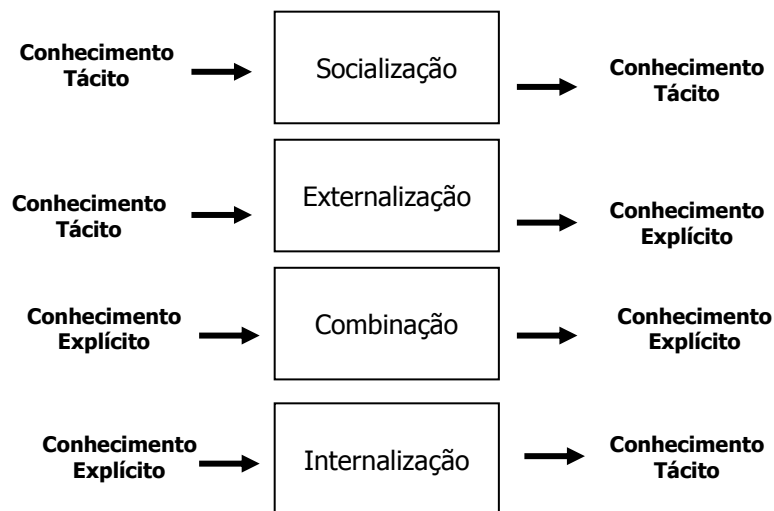 Conhecimento
Tácito
Socialização
Conhecimento
Tácito
Conhecimento
Tácito
Externalização
Conhecimento
Explícito
Conhecimento
Explícito
Combinação
Conhecimento
Explícito
Conhecimento
Explícito
Internalização
Conhecimento
Tácito